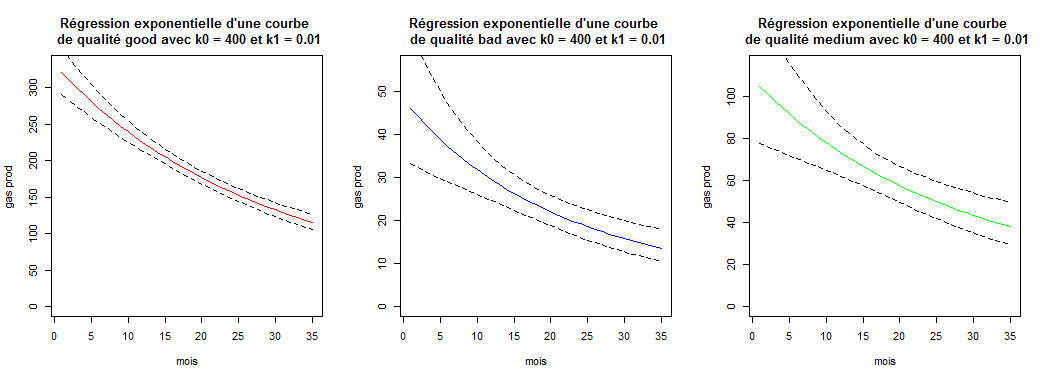 Régression exponentielle d'une courbe
de qualité good avec k0 = 400 et k1 = 0.01
300
250
200
150
100
50
0
gas prod
0 5 10 15 20 25 30 35
mois
Régression exponentielle d'une courbe
de qualité bad avec k0 = 400 et k1 = 0.01
50
40
30
20
10
0
gas prod
0 5 10 15 20 25 30 35
mois
Régression exponentielle d'une courbe
de qualité medium avec k0 = 400 et k1 = 0.01
100
80
60
40
20
0
gas prod
0 5 10 15 20 25 30 35
mois